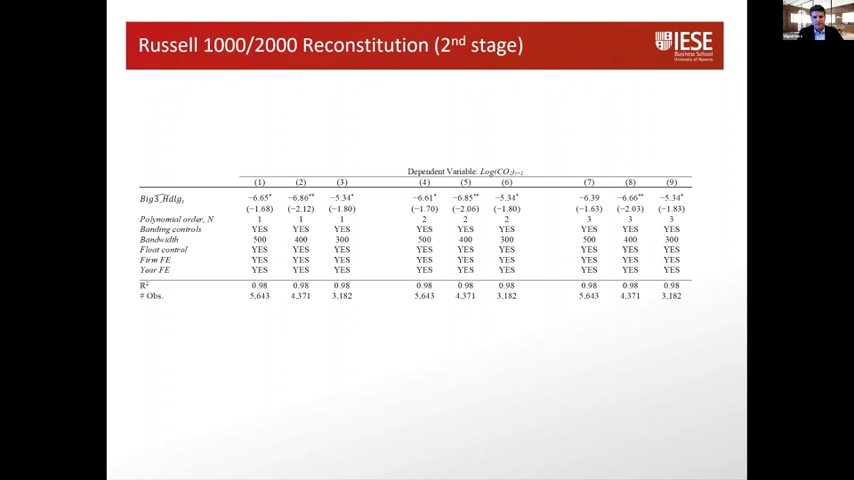 Russell 1000/2000 Reconstitution (2nd stage)
IESE
Business School
University of Navarra
Dependent Variable: Log(CO2)t+1
(1) (2) (3) (4) (5) (6) (7) (8) (9)
Big3_Hdlgt −6.65* −6.86** −5.34* −6.61* −6.85** −5.34* −6.39 −6.66** −5.34*
(−1.68) (−2.12) (−1.80) (−1.70) (−2.06) (−1.80) (−1.63) (−2.03) (−1.83)
Polynomial order, N 1 1 1 2 2 2 3 3 3
Banding controls YES YES YES YES YES YES YES YES YES
Bandwidth 500 400 300 500 400 300 500 400 300
Float control YES YES YES YES YES YES YES YES YES
Firm FE YES YES YES YES YES YES YES YES YES
Year FE YES YES YES YES YES YES YES YES YES
R2 0.98 0.98 0.98 0.98 0.98 0.98 0.98 0.98 0.98
# Obs. 5,643 4,371 3,182 5,643 4,371 3,182 5,643 4,371 3,182